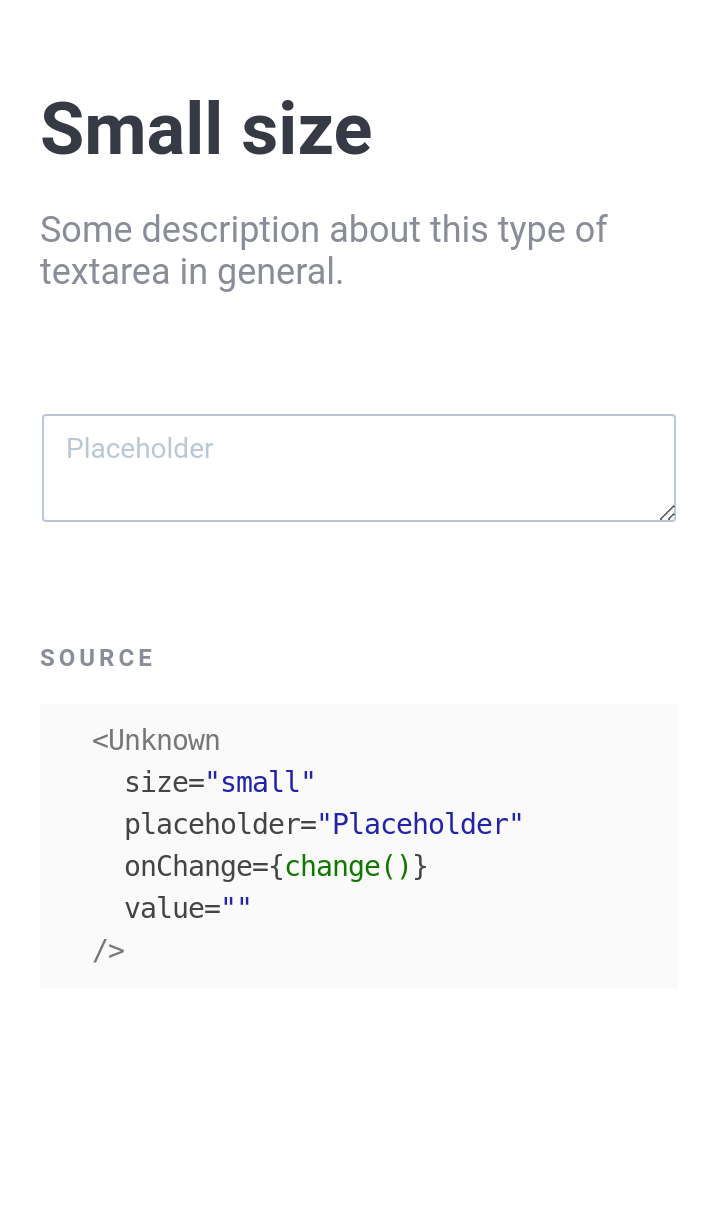 Small size
Some description about this type of
textarea in general.
Placeholder
SOURCE
<Unknown
  size="small"
  placeholder="Placeholder"
  onChange={change()}
  value=""
/>